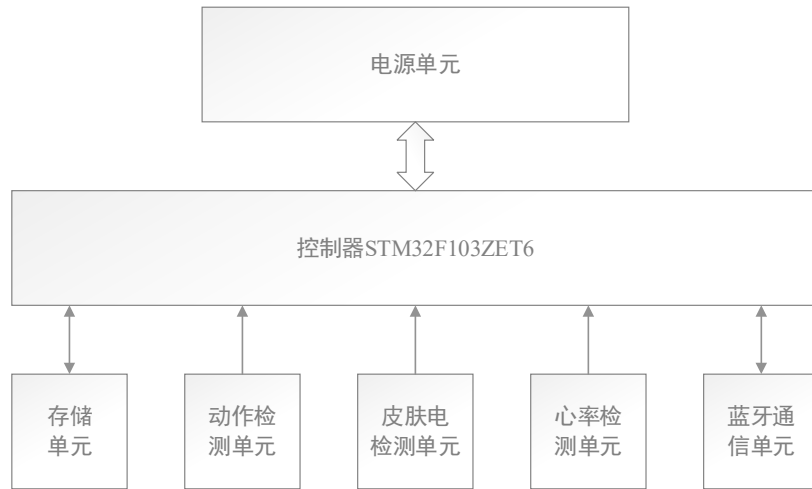 电源单元
控制器STM32F103ZET6
存储
单元
动作检
测单元
皮肤电
检测单元
心率检
测单元
蓝牙通
信单元